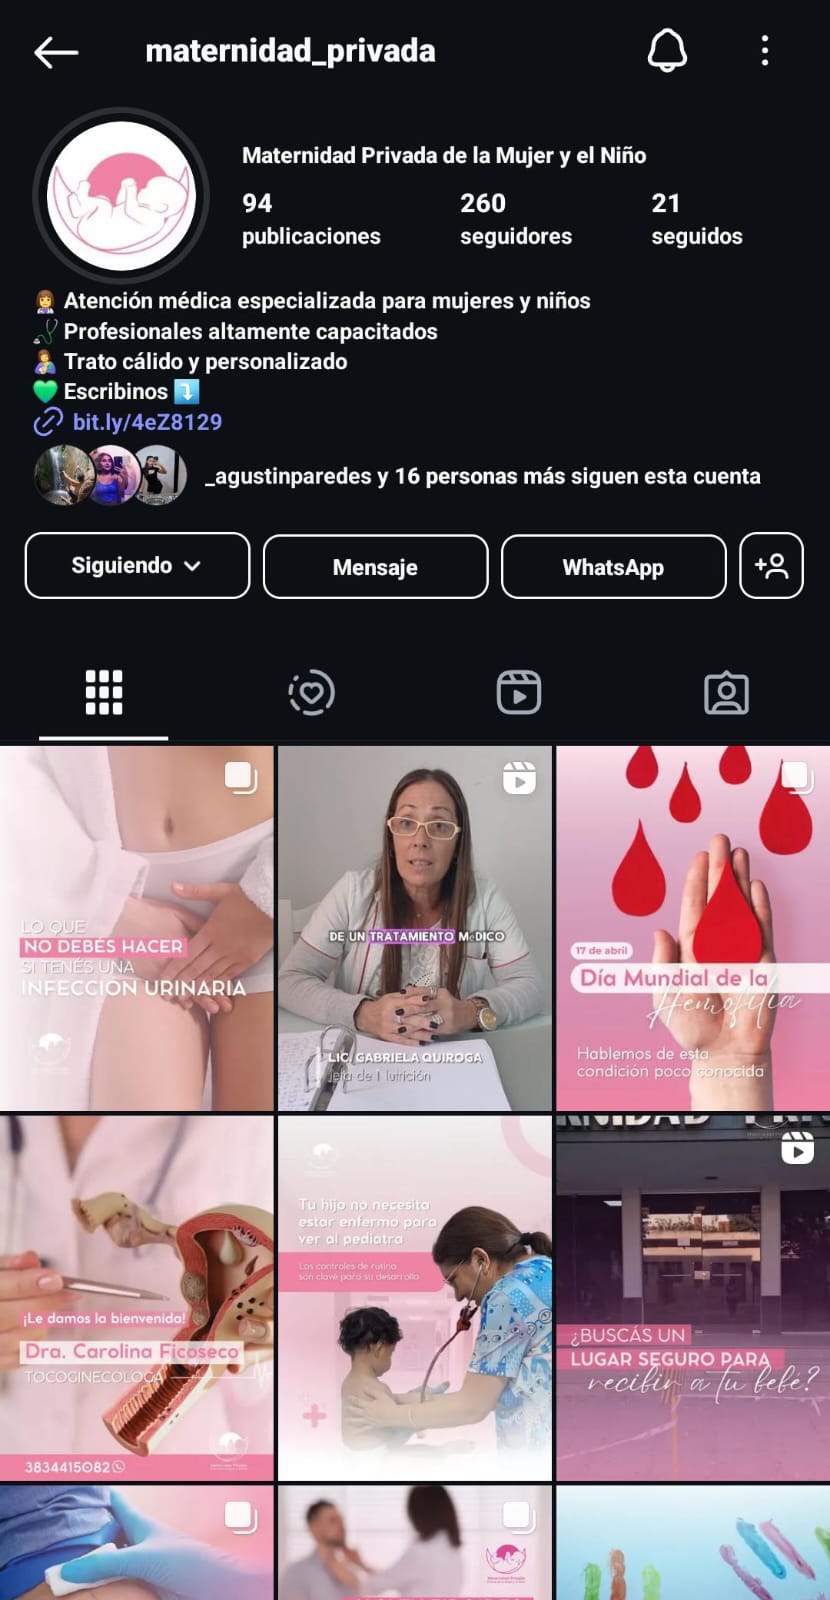 maternidad_privada
Maternidad Privada de la Mujer y el Niño
94 260 21
publicaciones seguidores seguidos
Atención médica especializada para mujeres y niños
Profesionales altamente capacitados
Trato cálido y personalizado
Escribinos
bit.ly/4eZ8129
_agustinparedes y 16 personas más siguen esta cuenta
Siguiendo Mensaje WhatsApp
LO QUE
NO DEBÉS HACER
SI TENÉS UNA
INFECCIÓN URINARIA
DE UN TRATAMIENTO MéDICO
LIC. GABRIELA QUIROGA
jefa de Nutrición
17 de abril
Día Mundial de la
Hemofilia
Hablemos de esta
condición poco conocida
¡Le damos la bienvenida!
Dra. Carolina Ficoseco
TOCOGINECÓLOGA
3834415082
Tu hijo no necesita
estar enfermo para
ver al pediatra
Los controles de rutina
son clave para su desarrollo
¿BUSCÁS UN
LUGAR SEGURO PARA
recibir a tu bebé?
Maternidad Privada